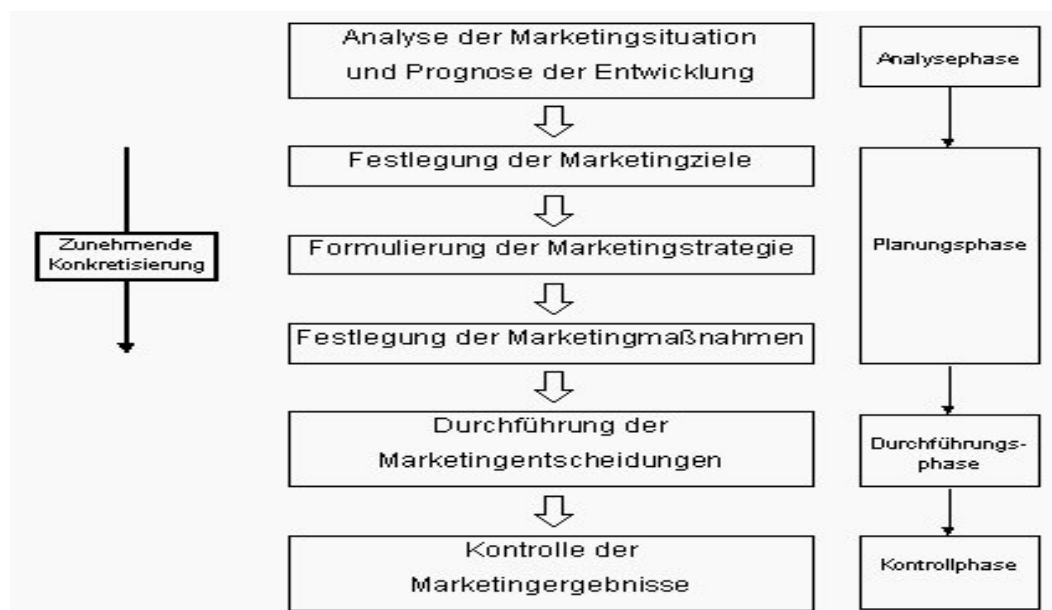 Analyse der Marketingsituation
und Prognose der Entwicklung
Analysephase
Festlegung der Marketingziele
Zunehmende
Konkretisierung
Formulierung der Marketingstrategie
Planungsphase
Festlegung der Marketingmaßnahmen
Durchführung der
Marketingentscheidungen
Durchführungs-
phase
Kontrolle der
Marketingergebnisse
Kontrollphase